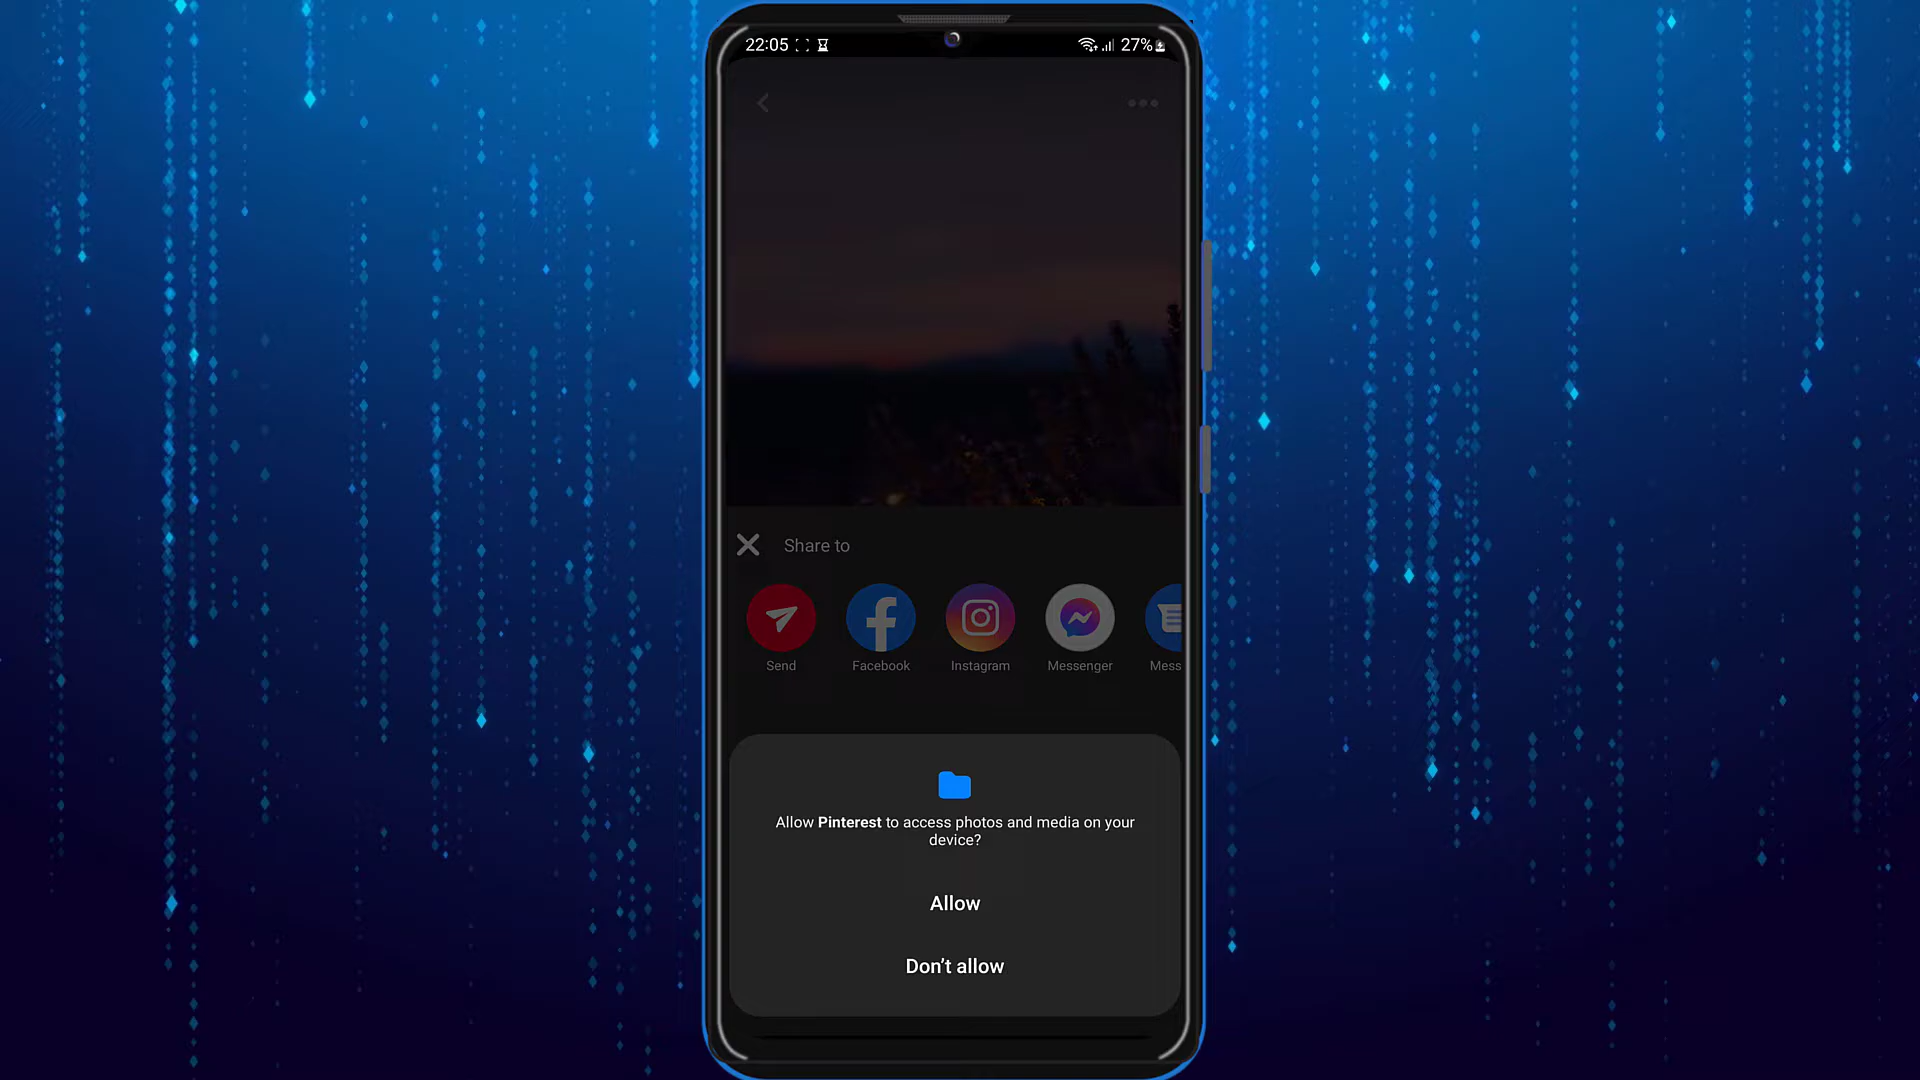 22:05 27%
Share to
Send Facebook Instagram Messenger Mess
Allow Pinterest to access photos and media on your
device?
Allow
Don’t allow